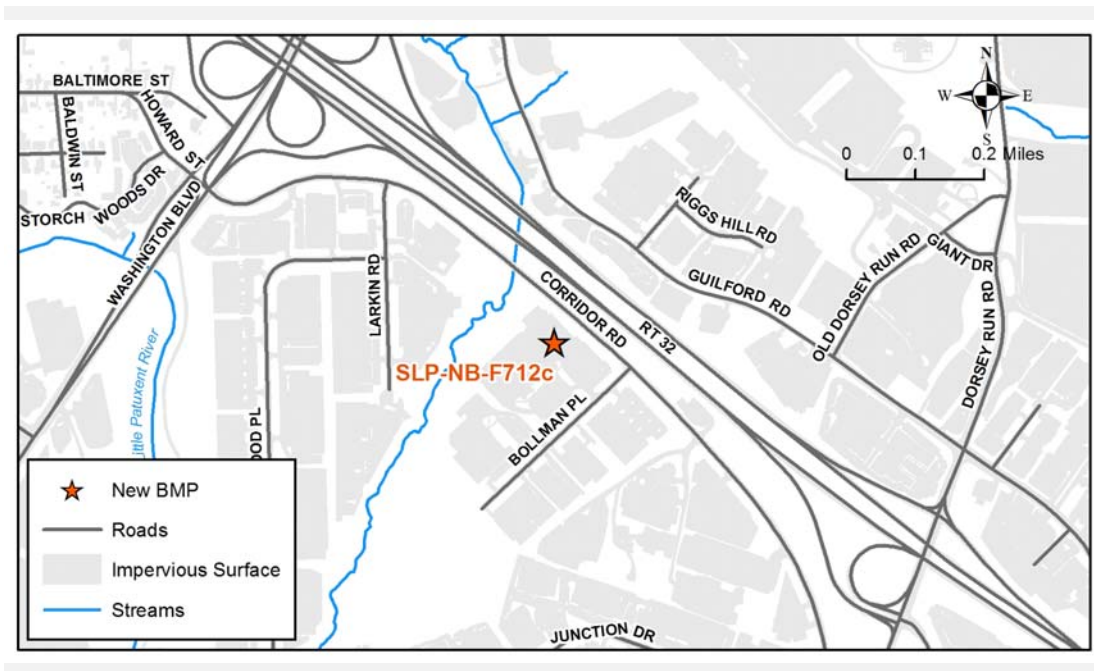 BALTIMORE ST
BALDWIN ST
HOWARD ST
STORCH
WOODS DR
WASHINGTON BLVD
LARKIN RD
CORRIDOR RD
RIGGS HILL RD
GUILFORD RD
RT 32
OLD DORSEY RUN RD
GIANT DR
DORSEY RUN RD
SLP-NB-F712c
BOLLMAN PL
OOD PL
ittle Patuxent River
JUNCTION DR
N
W
E
S
0 0.1 0.2 Miles
New BMP
Roads
Impervious Surface
Streams